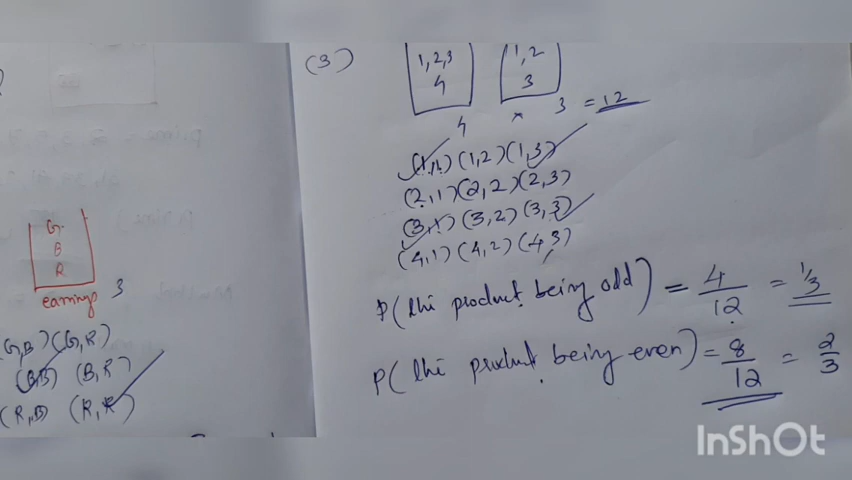 G
B
R
earrings 3
(G,B) (G,R)
(B,B) (B,R)
(R,B) (R,R)
(3)
1,2,3
4
1,2
3
4 × 3 = 12
(1,1) (1,2) (1,3)
(2,1) (2,2) (2,3)
(3,1) (3,2) (3,3)
(4,1) (4,2) (4,3)
P(the product being odd) = 4/12 = 1/3
P(the product being even) = 8/12 = 2/3
InShOt